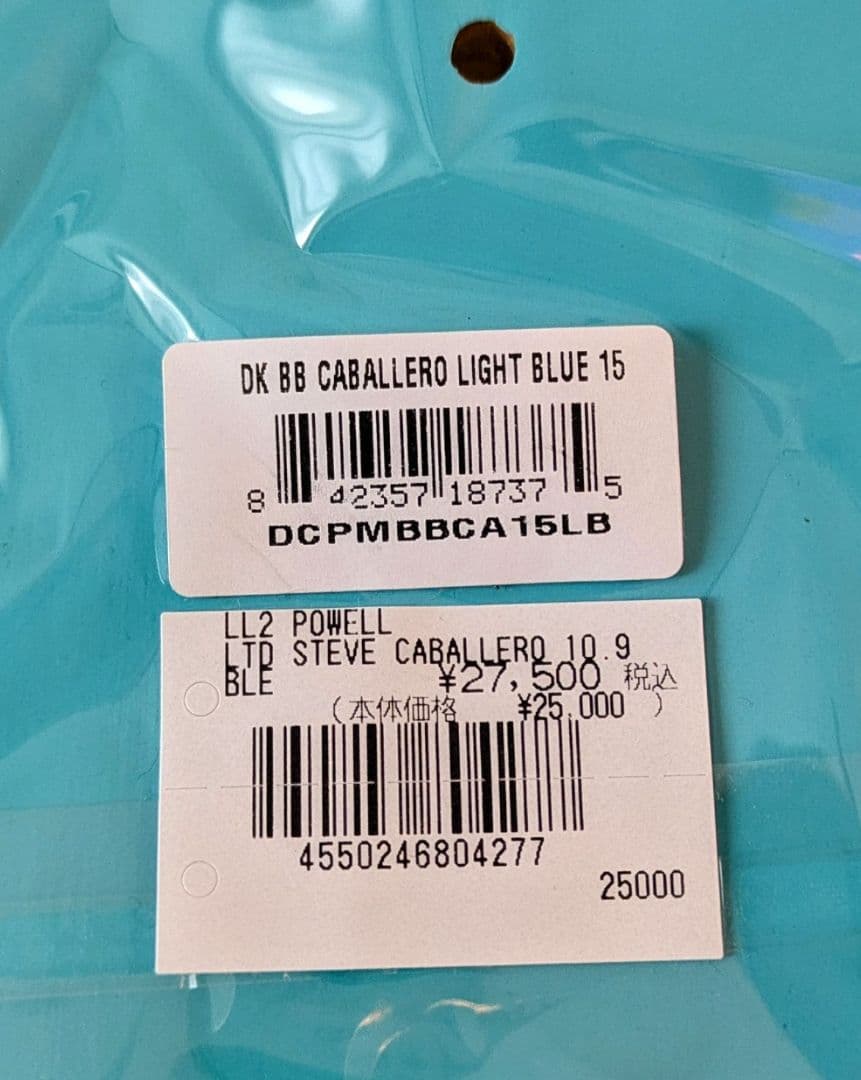 DK BB CABALLERO LIGHT BLUE 15
8 42357 18737 5
DCPMBBCA15LB
LL2 POWELL
LTD STEVE CABALLERO 10.9
BLE ¥27,500 税込
(本体価格 ¥25,000 )
4550246804277
25000